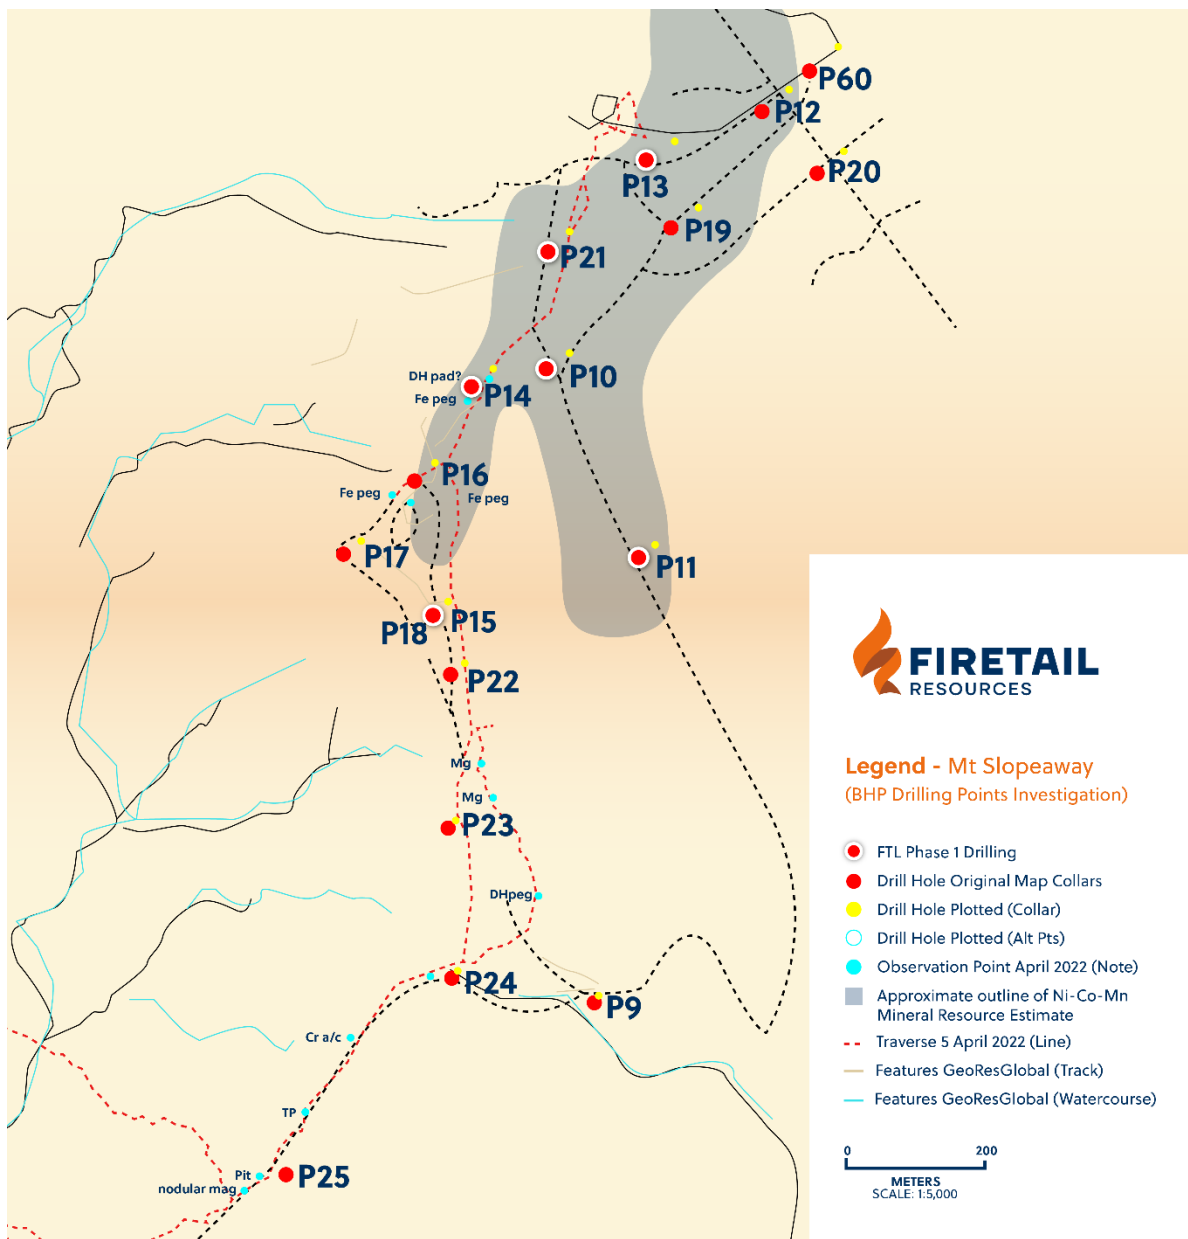 P60
P12
P13
P20
P19
P21
DH pad?
P10
P14
Fe peg
P16
Fe peg
Fe peg
P17
P11
P15
P18
P22
Mg
Mg
P23
DHpeg
P24
P9
Cr a/c
TP
Pit
P25
nodular mag
FIRETAIL
RESOURCES
Legend - Mt Slopeaway
(BHP Drilling Points Investigation)
FTL Phase 1 Drilling
Drill Hole Original Map Collars
Drill Hole Plotted (Collar)
Drill Hole Plotted (Alt Pts)
Observation Point April 2022 (Note)
Approximate outline of Ni-Co-Mn
Mineral Resource Estimate
Traverse 5 April 2022 (Line)
Features GeoResGlobal (Track)
Features GeoResGlobal (Watercourse)
0 200
METERS
SCALE: 1:5,000